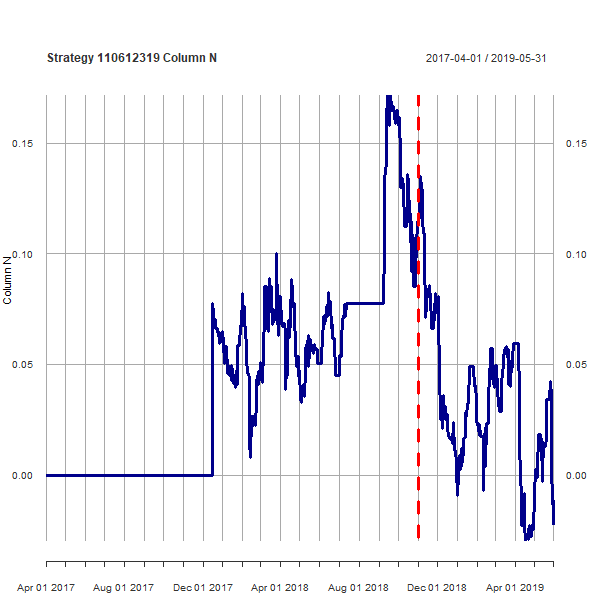 Strategy 110612319 Column N
2017-04-01 / 2019-05-31
0.15 0.15
0.10 0.10
Column N
0.05 0.05
0.00 0.00
Apr 01 2017 Aug 01 2017 Dec 01 2017 Apr 01 2018 Aug 01 2018 Dec 01 2018 Apr 01 2019